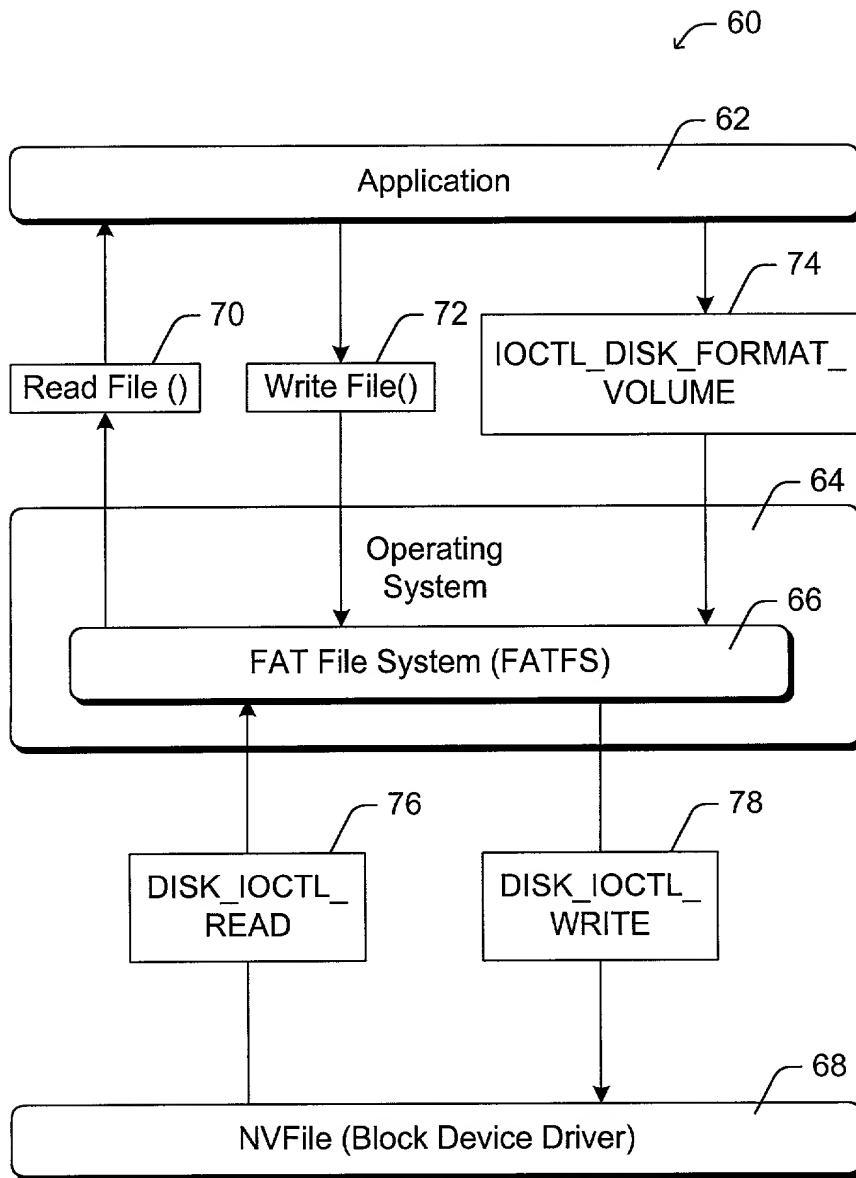 60
62
Application
74
70
72
IOCTL_DISK_FORMAT_
VOLUME
Read File ()
Write File()
64
Operating
System
66
FAT File System (FATFS)
76
78
DISK_IOCTL_
READ
DISK_IOCTL_
WRITE
68
NVFile (Block Device Driver)